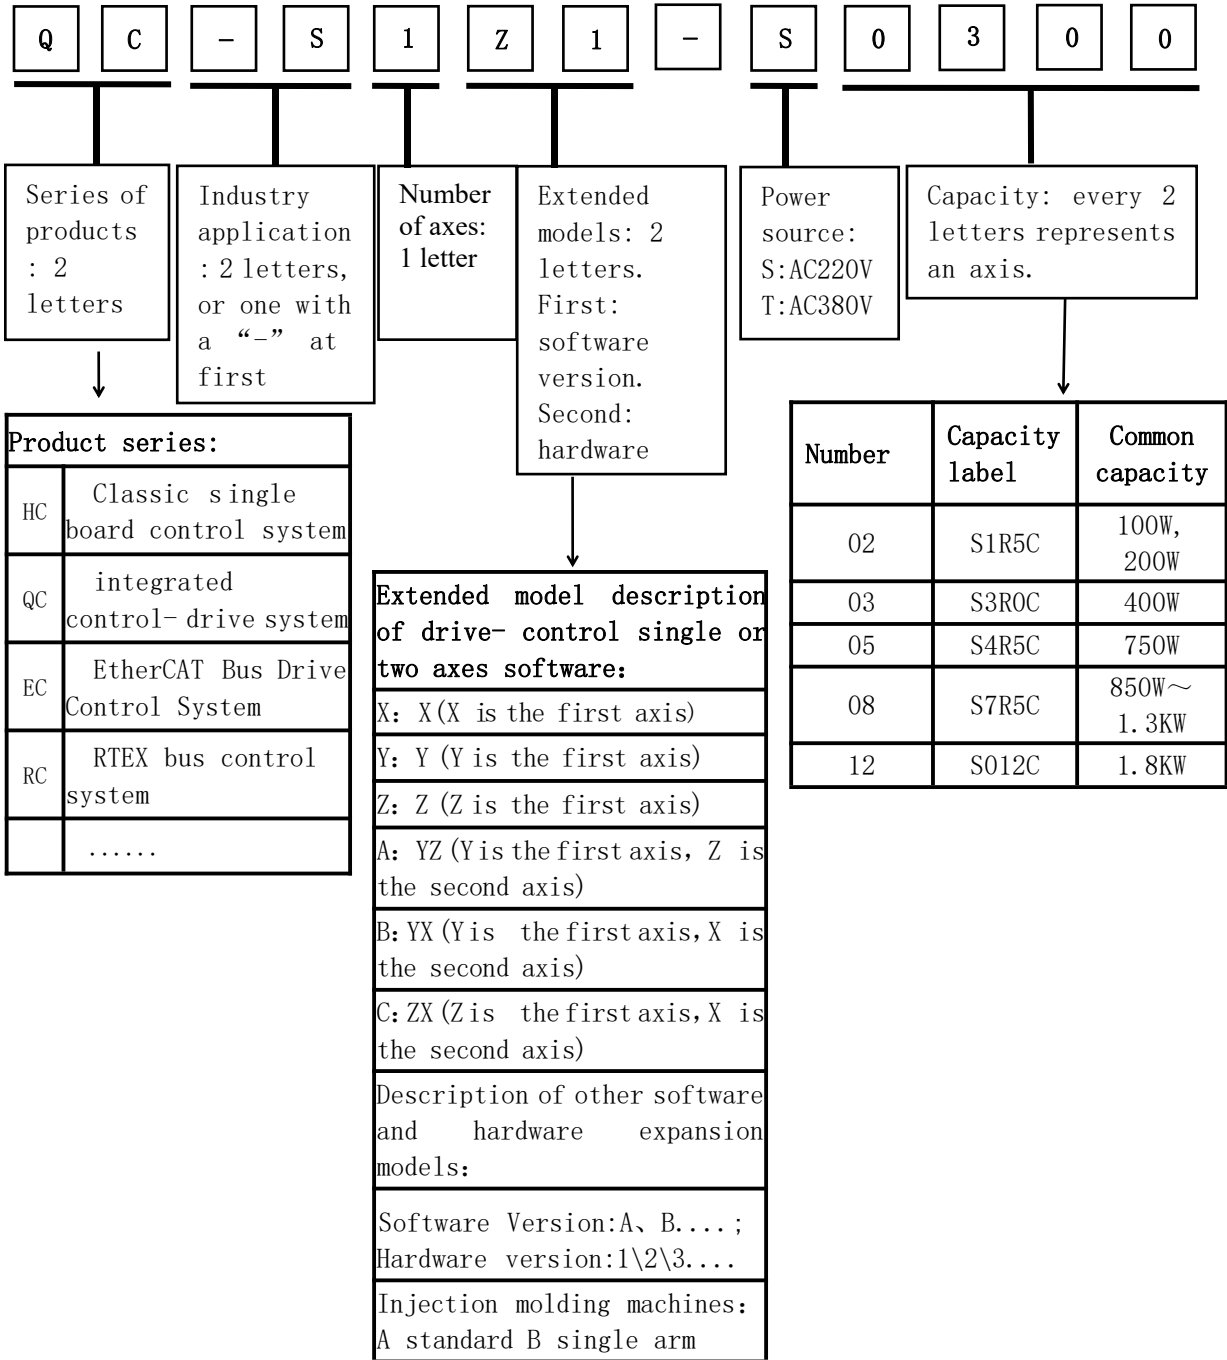 Q C - S 1 Z 1 - S 0 3 0 0
Series of
products
: 2
letters
Industry
application
: 2 letters,
or one with
a “-” at
first
Number
of axes:
1 letter
Extended
models: 2
letters.
First:
software
version.
Second:
hardware
Power
source:
S:AC220V
T:AC380V
Capacity: every 2
letters represents
an axis.
Product series:
HC Classic single
board control system
QC integrated
control- drive system
EC EtherCAT Bus Drive
Control System
RC RTEX bus control
system
......
Extended model description
of drive- control single or
two axes software:
X: X(X is the first axis)
Y: Y (Y is the first axis)
Z: Z (Z is the first axis)
A: YZ (Y is the first axis, Z is
the second axis)
B: YX (Y is the first axis, X is
the second axis)
C: ZX (Z is the first axis, X is
the second axis)
Description of other software
and hardware expansion
models:
Software Version:A、B....;
Hardware version:1\2\3....
Injection molding machines:
A standard B single arm
Number Capacity label Common capacity
02 S1R5C 100W, 200W
03 S3R0C 400W
05 S4R5C 750W
08 S7R5C 850W～ 1.3KW
12 S012C 1.8KW